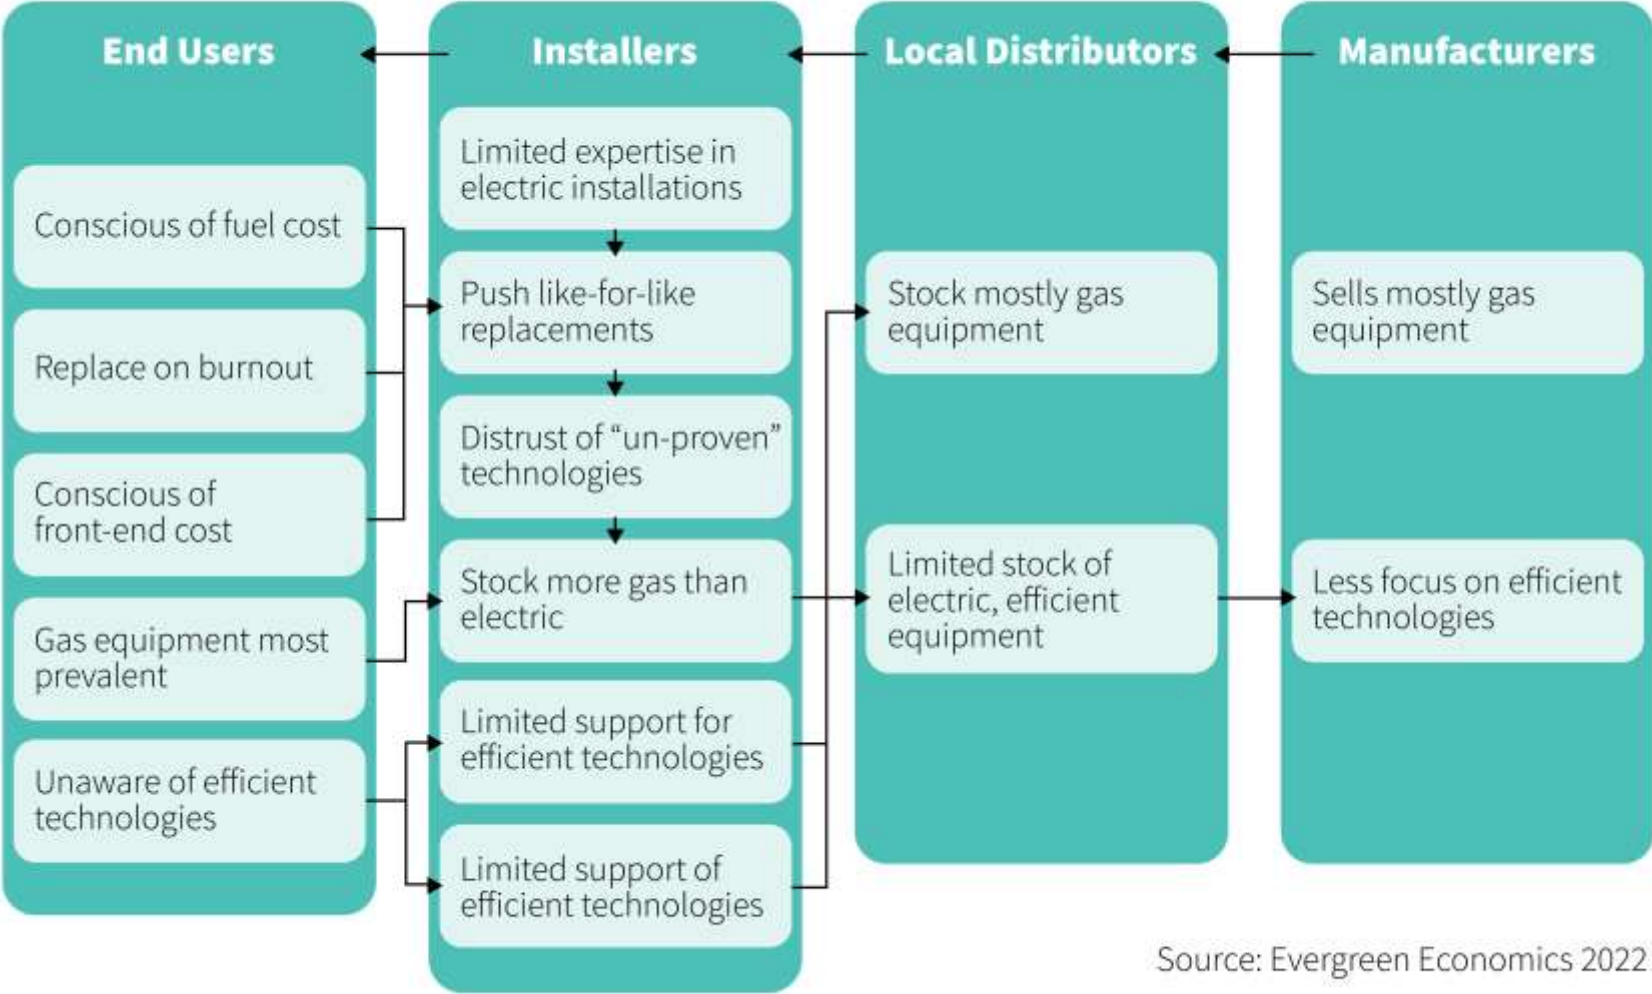 End Users
Installers
Local Distributors
Manufacturers
Conscious of fuel cost
Replace on burnout
Conscious of
front-end cost
Gas equipment most
prevalent
Unaware of efficient
technologies
Limited expertise in
electric installations
Push like-for-like
replacements
Distrust of “un-proven”
technologies
Stock more gas than
electric
Limited support for
efficient technologies
Limited support of
efficient technologies
Stock mostly gas
equipment
Limited stock of
electric, efficient
equipment
Sells mostly gas
equipment
Less focus on efficient
technologies
Source: Evergreen Economics 2022